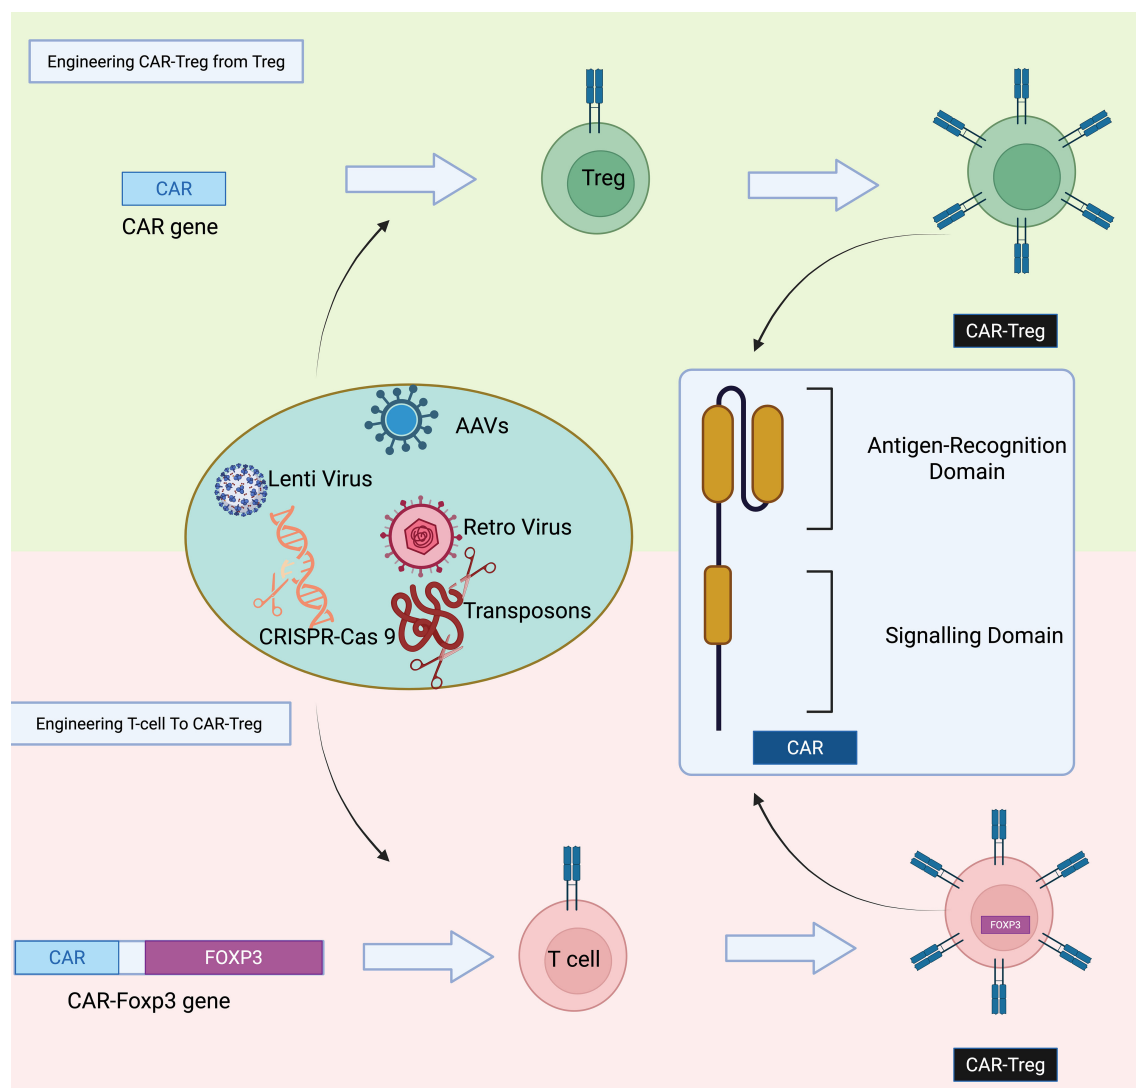 Engineering CAR-Treg from Treg
CAR
CAR gene
Treg
CAR-Treg
AAVs
Lenti Virus
Retro Virus
Transposons
CRISPR-Cas 9
Antigen-Recognition
Domain
Signalling Domain
CAR
Engineering T-cell To CAR-Treg
CAR
FOXP3
CAR-Foxp3 gene
T cell
FOXP3
CAR-Treg